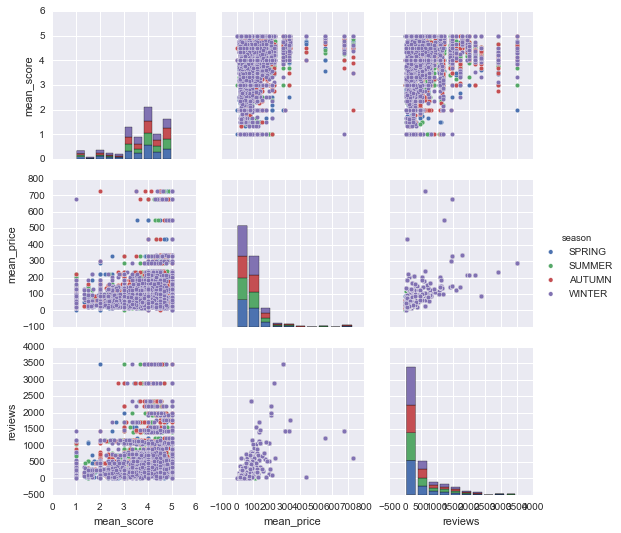 6
5
4
3
2
1
0
mean_score
800
700
600
500
400
300
200
100
0
−100
mean_price
season
SPRING
SUMMER
AUTUMN
WINTER
4000
3500
3000
2500
2000
1500
1000
500
0
−500
reviews
0 1 2 3 4 5 6
−100 0 100 200 300 400 500 600 700 800
−500 0 500 1000 1500 2000 2500 3000 3500 4000
mean_score mean_price reviews